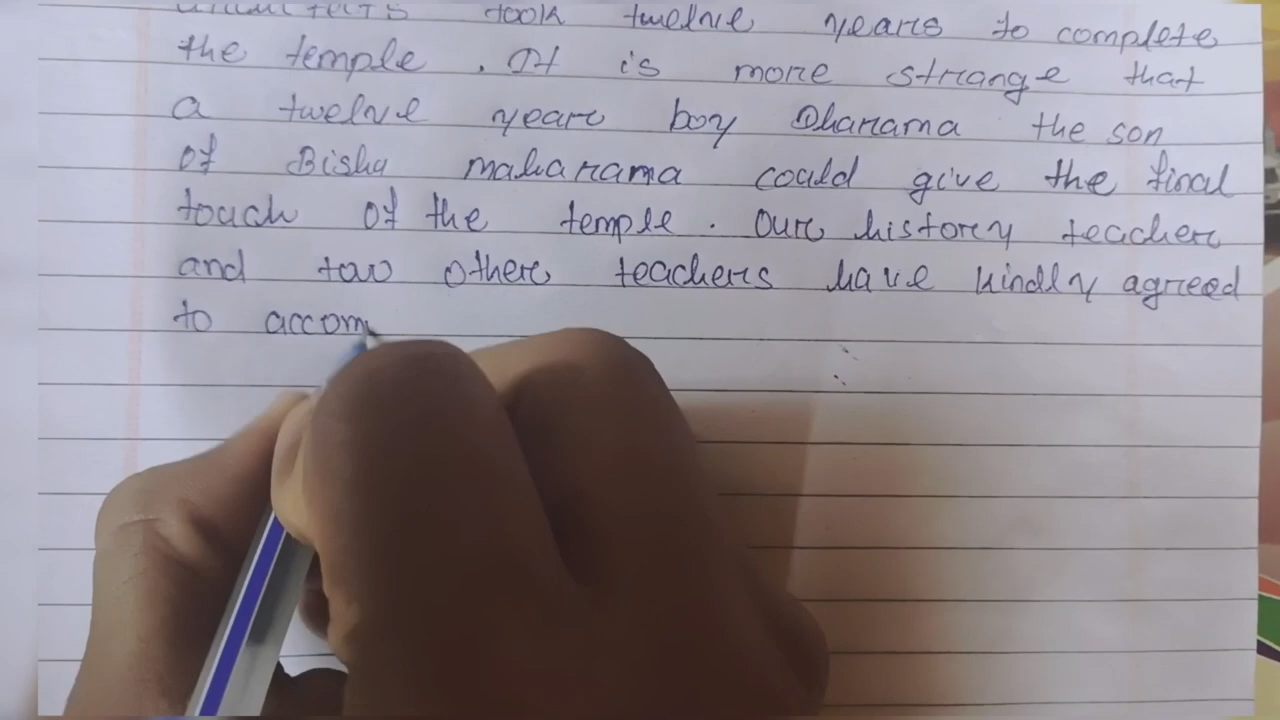 took twelve years to complete
the temple . It is more strange that
a twelve years boy Dharama the son
of Bishu maharama could give the final
touch of the temple . Our history teacher
and two other teachers have kindly agreed
to accom